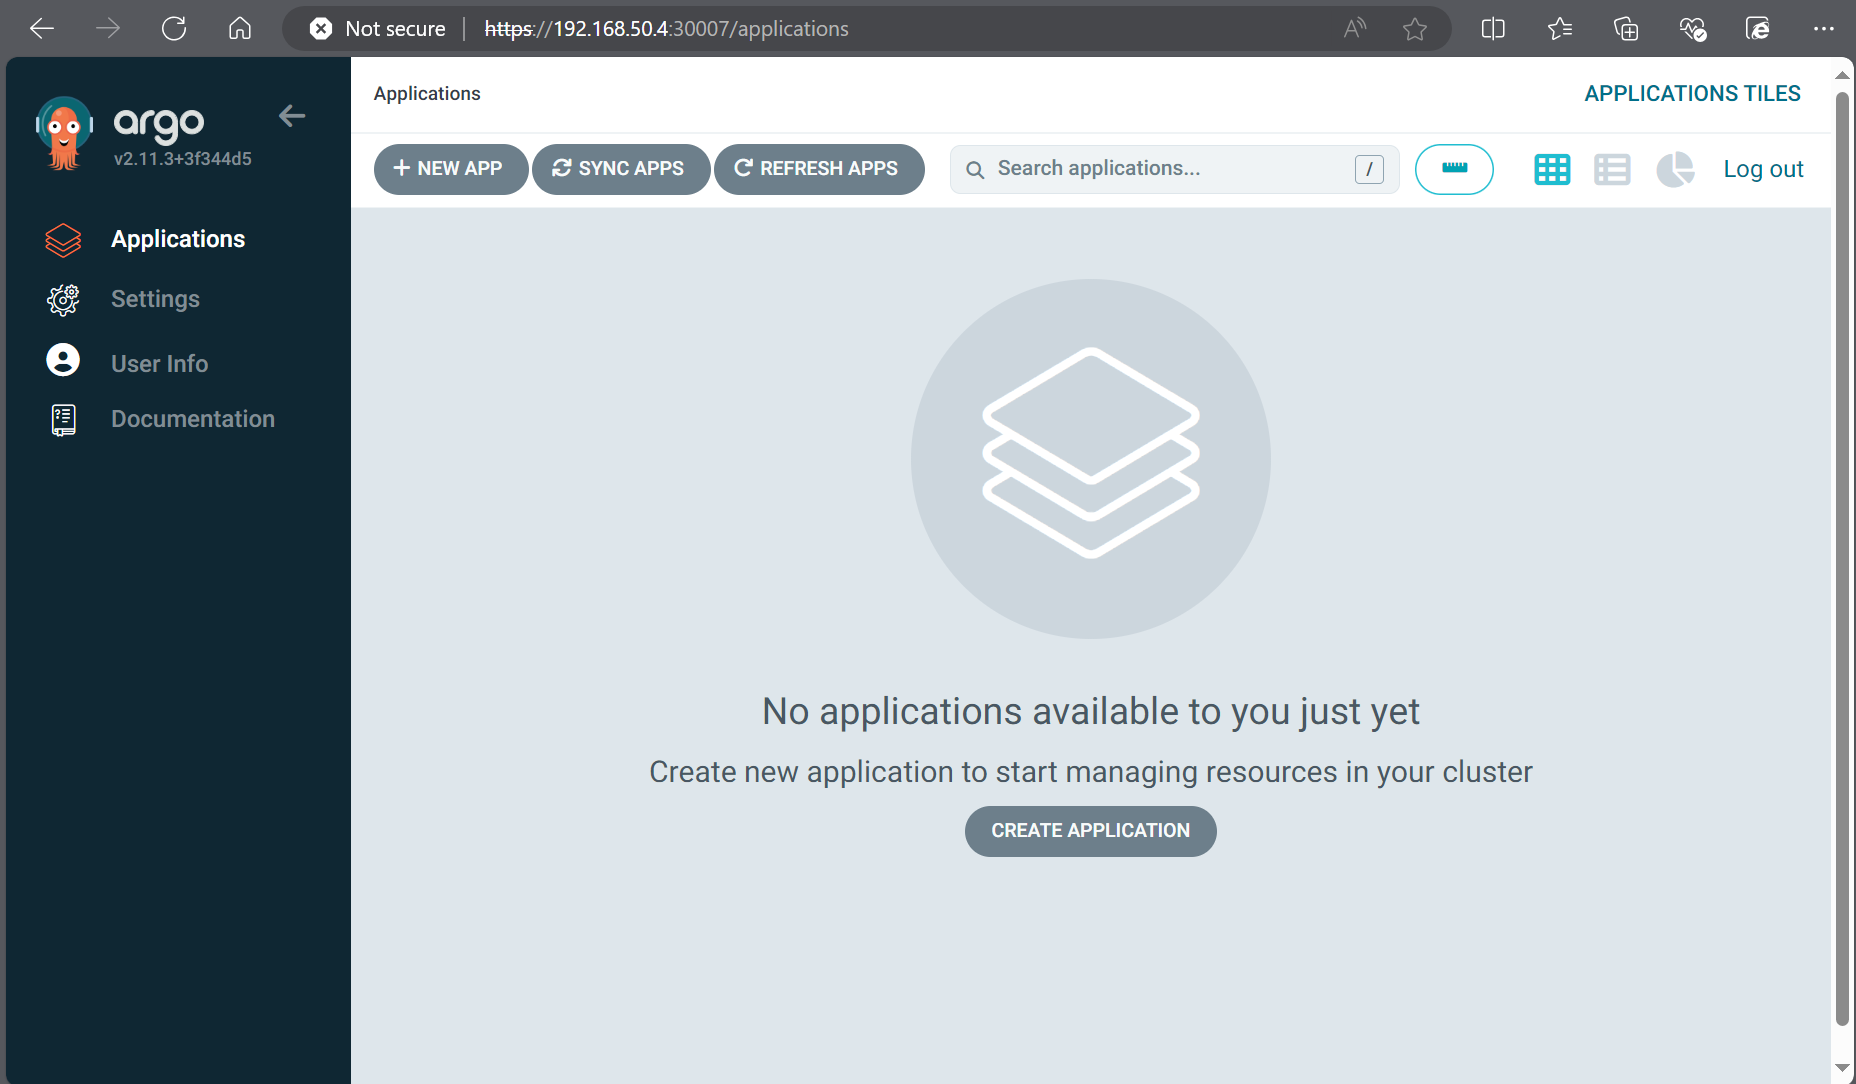 Not secure https://192.168.50.4:30007/applications
argo
v2.11.3+3f344d5
Applications
Settings
User Info
Documentation
Applications
APPLICATIONS TILES
NEW APP
SYNC APPS
REFRESH APPS
Search applications...
/
Log out
No applications available to you just yet
Create new application to start managing resources in your cluster
CREATE APPLICATION